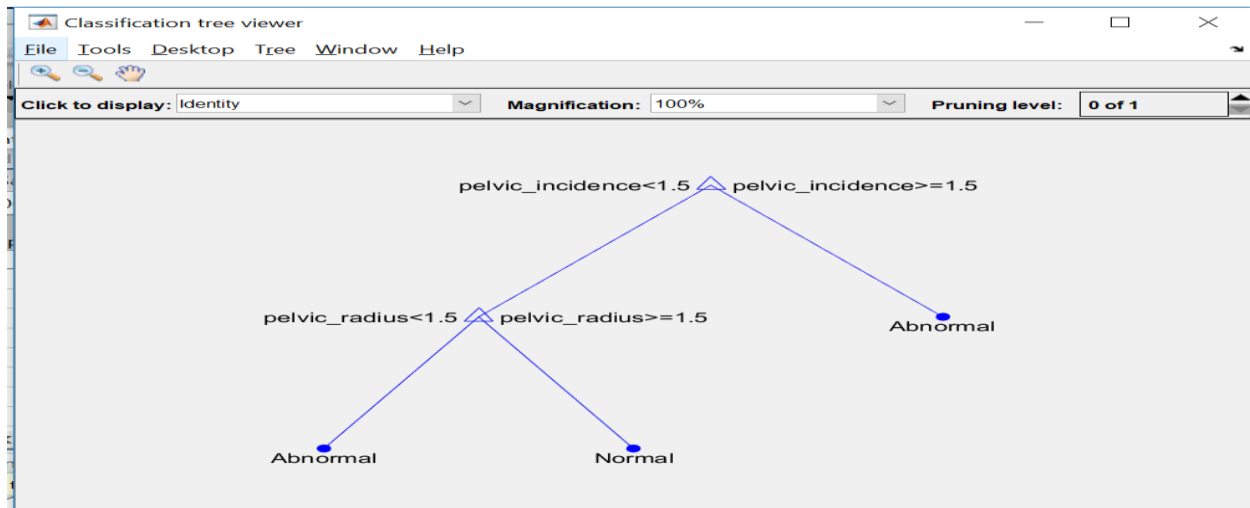 Classification tree viewer
File Tools Desktop Tree Window Help
Click to display: Identity Magnification: 100% Pruning level: 0 of 1
pelvic_incidence<1.5 pelvic_incidence>=1.5
pelvic_radius<1.5 pelvic_radius>=1.5
Abnormal
Abnormal Normal